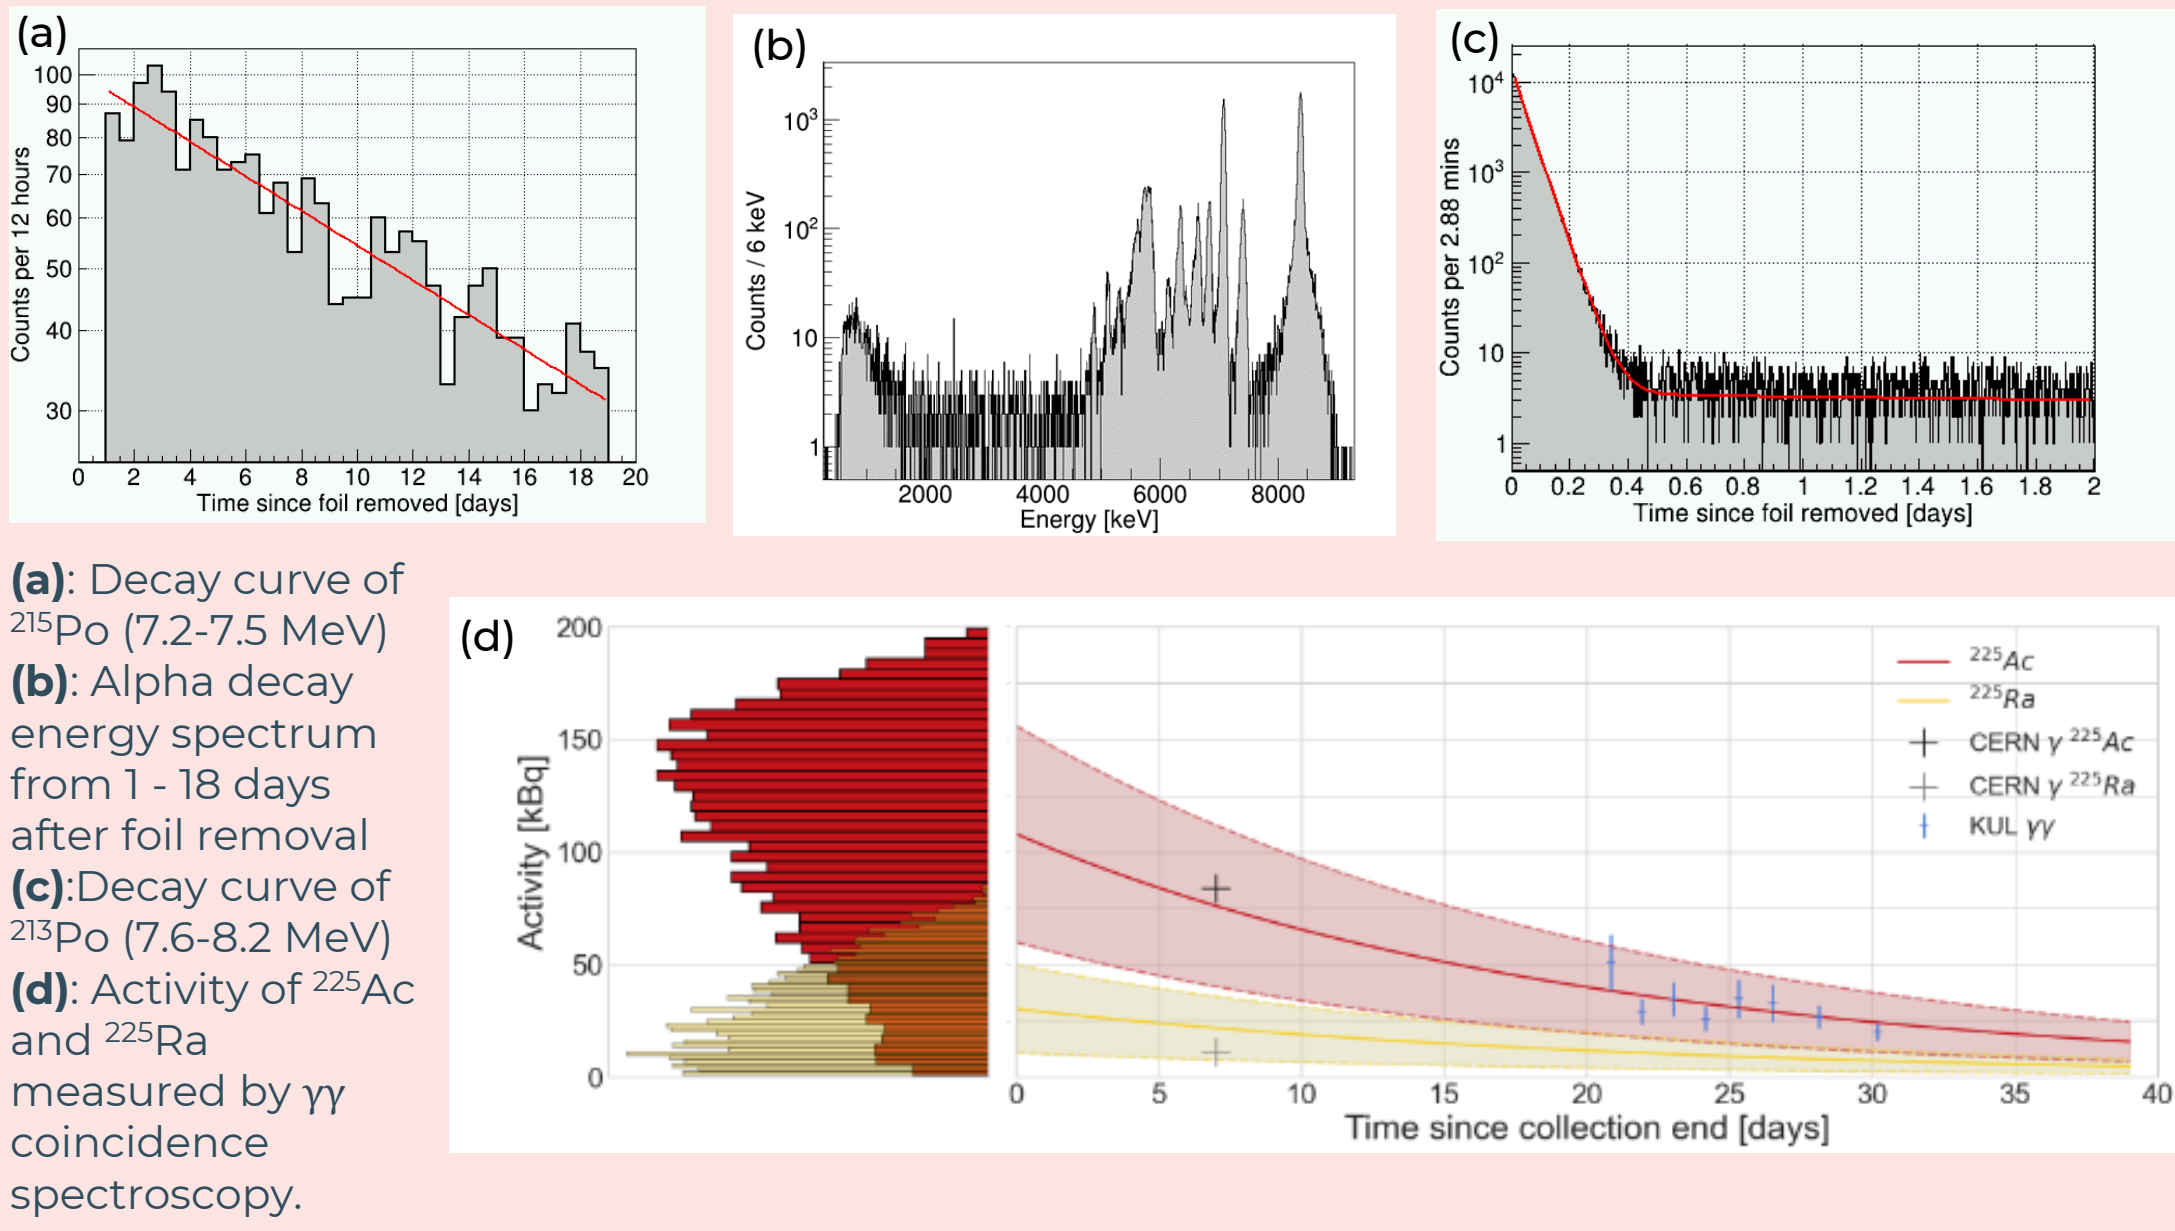 (a)
100
90
80
70
60
50
40
30
Counts per 12 hours
0 2 4 6 8 10 12 14 16 18 20
Time since foil removed [days]
(b)
10³
10²
10
1
Counts / 6 keV
2000 4000 6000 8000
Energy [keV]
(c)
10⁴
10³
10²
10
1
Counts per 2.88 mins
0 0.2 0.4 0.6 0.8 1 1.2 1.4 1.6 1.8 2
Time since foil removed [days]
(a): Decay curve of
²¹⁵Po (7.2-7.5 MeV)
(b): Alpha decay
energy spectrum
from 1 - 18 days
after foil removal
(c):Decay curve of
²¹³Po (7.6-8.2 MeV)
(d): Activity of ²²⁵Ac
and ²²⁵Ra
measured by γγ
coincidence
spectroscopy.
(d)
200
150
100
50
0
Activity [kBq]
²²⁵Ac
²²⁵Ra
CERN γ ²²⁵Ac
CERN γ ²²⁵Ra
KUL γγ
0 5 10 15 20 25 30 35 40
Time since collection end [days]